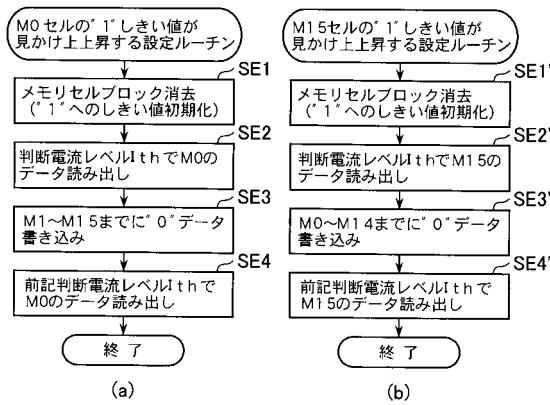 M0セルの"1"しきい値が
見かけ上上昇する設定ルーチン
SE1
メモリセルブロック消去
("1"へのしきい値初期化)
SE2
判断電流レベルIthでM0の
データ読み出し
SE3
M1～M15までに"0"データ
書き込み
SE4
前記判断電流レベルIthで
M0のデータ読み出し
終了
(a)
M15セルの"1"しきい値が
見かけ上上昇する設定ルーチン
SE1'
メモリセルブロック消去
("1"へのしきい値初期化)
SE2'
判断電流レベルIthでM15の
データ読み出し
SE3'
M0～M14までに"0"データ
書き込み
SE4'
前記判断電流レベルIthで
M15のデータ読み出し
終了
(b)